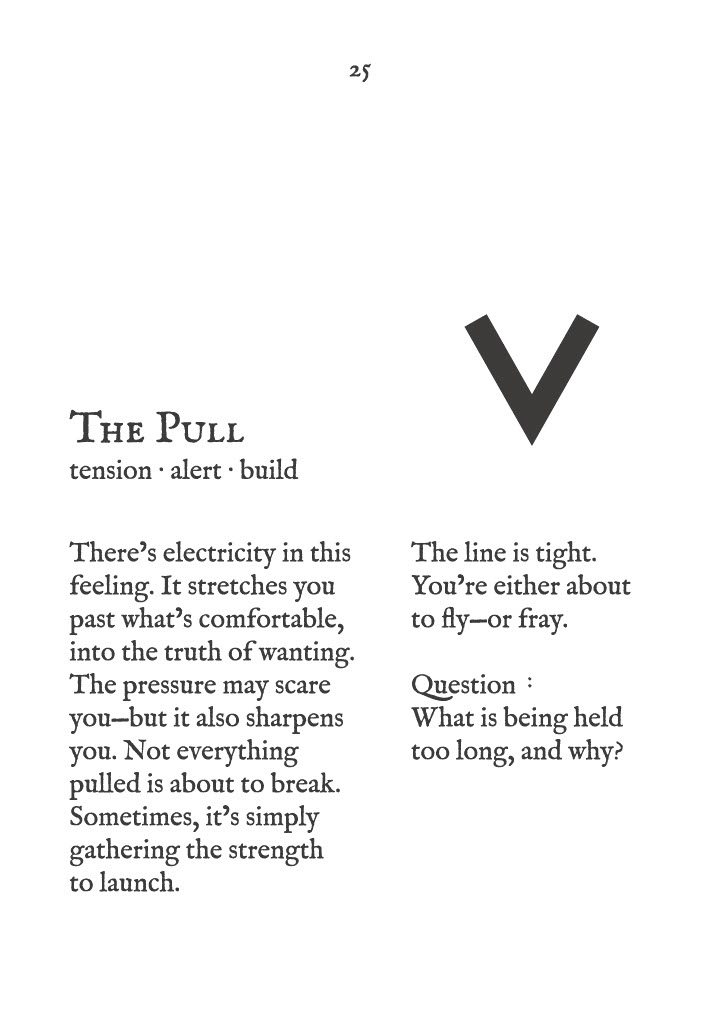 25
The Pull
tension · alert · build
There’s electricity in this
feeling. It stretches you
past what’s comfortable,
into the truth of wanting.
The pressure may scare
you—but it also sharpens
you. Not everything
pulled is about to break.
Sometimes, it’s simply
gathering the strength
to launch.
The line is tight.
You’re either about
to fly—or fray.
Question :
What is being held
too long, and why?